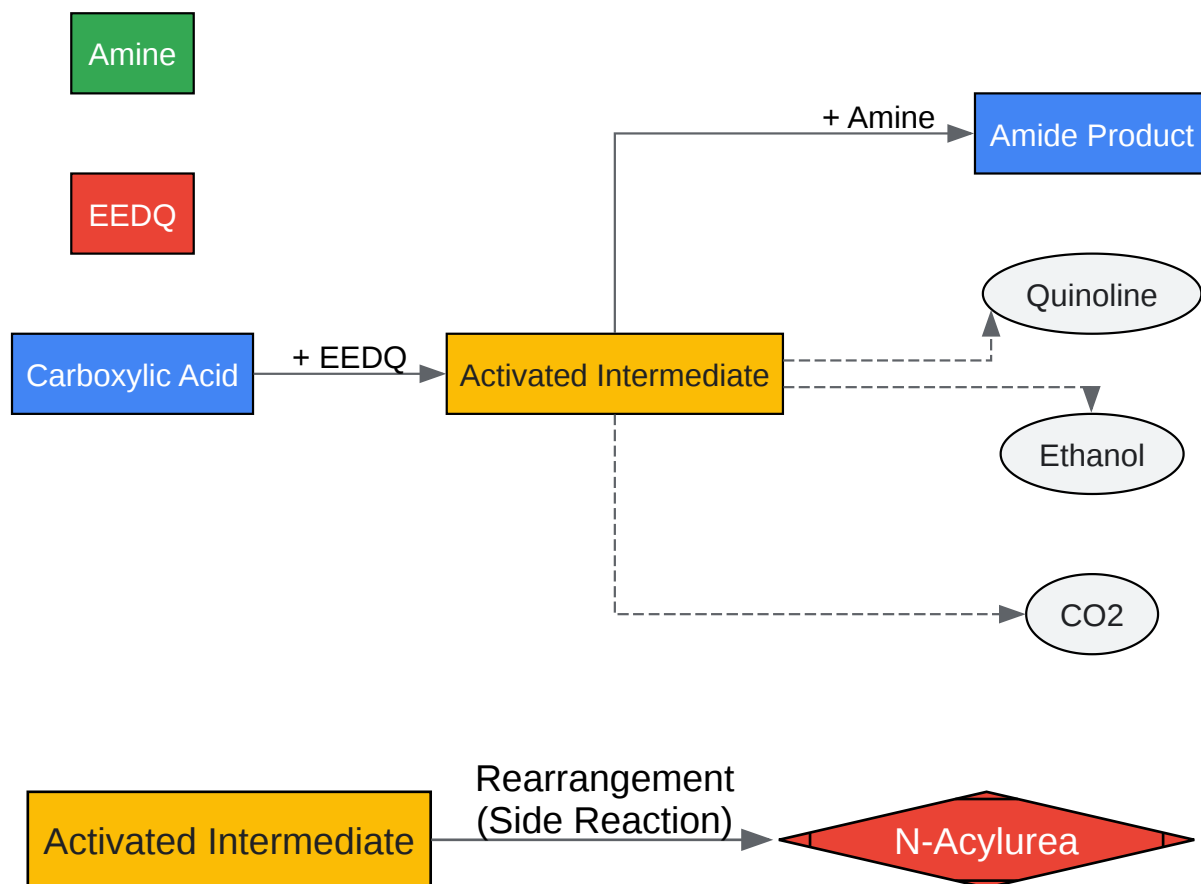 Amine
+ Amine
Amide Product
EEDQ
Quinoline
Carboxylic Acid
+ EEDQ
Activated Intermediate
Ethanol
CO2
Activated Intermediate
Rearrangement
(Side Reaction)
N-Acylurea